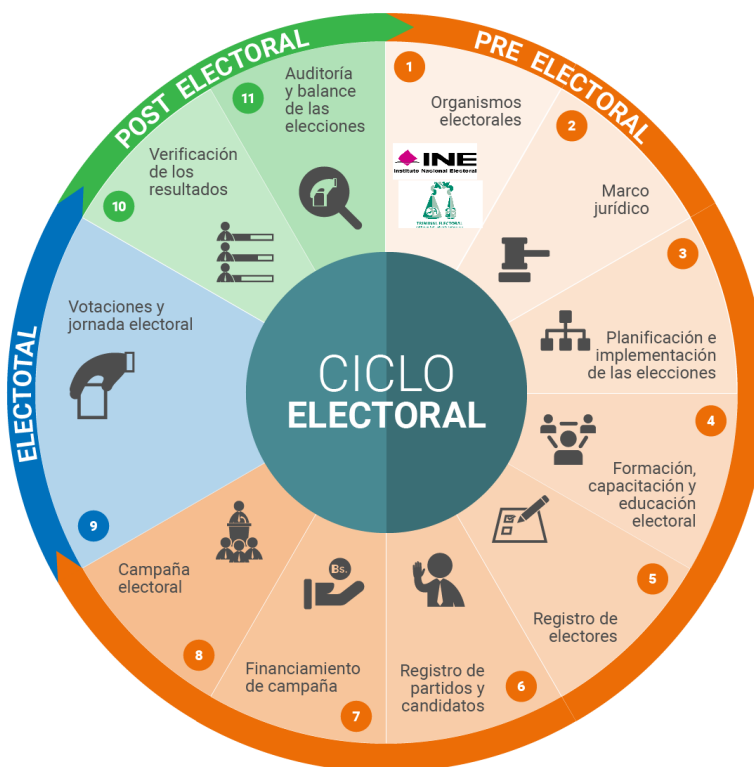 CICLO
ELECTORAL
PRE ELECTORAL
1
Organismos
electorales
INE
Instituto Nacional Electoral
2
Marco
jurídico
3
Planificación e
implementación
de las elecciones
4
Formación,
capacitación y
educación
electoral
5
Registro de
electores
6
Registro de
partidos y
candidatos
7
Bs.
Financiamiento
de campaña
8
Campaña
electoral
ELECTOTAL
9
Votaciones y
jornada electoral
POST ELECTORAL
10
Verificación
de los
resultados
11
Auditoría
y balance
de las
elecciones